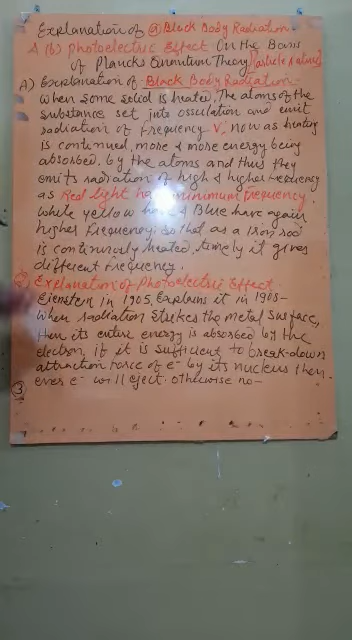 Explanation of (a) Black Body Radiation.
& (b) Photoelectric Effect On the Basis
of Plancks Quantum Theory [Particle Nature]
A) Explanation of Black Body Radiation -
When Some Solid is heated, The atoms of the
Substance set into ossulation and emit
radiation of frequency ν, now as heating
is continued, more & more energy being
absorbed by the atoms and thus they
emits radiation of high & higher frequency
as Red light has minimum frequency
while yellow have & Blue have again
higher frequency, so that as a Iron rod
is continuously heated, timely it gives
different frequency.
Explanation of Photoelectric Effect -
Einstein in 1905, Explains it in 1905 -
When radiation strikes the metal surface,
then its entire energy is absorbed by the
electron, if it is sufficient to break-down
attraction force of e⁻ by its nucleus then
ever e⁻ will eject. otherwise no -
(3)